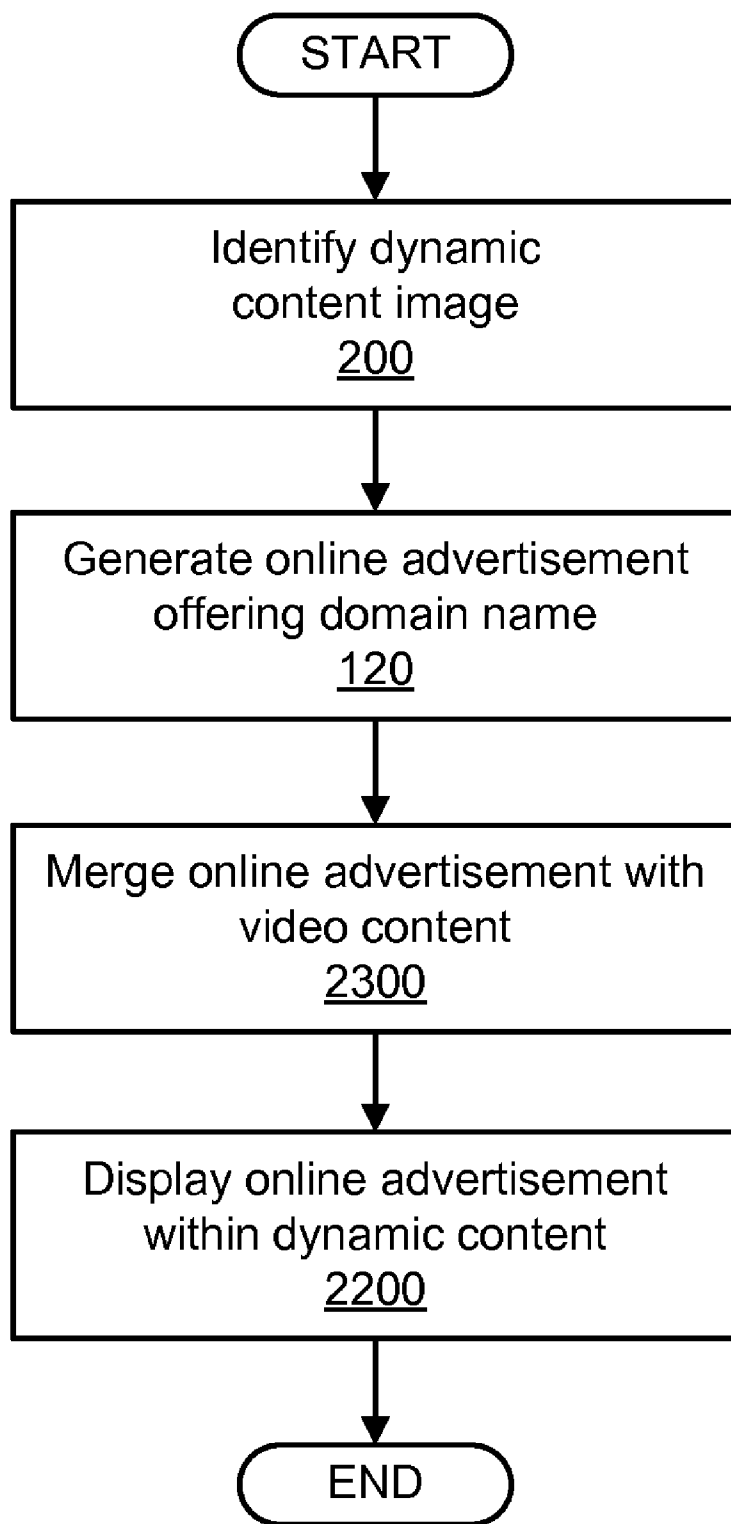 START
Identify dynamic
content image
200
Generate online advertisement
offering domain name
120
Merge online advertisement with
video content
2300
Display online advertisement
within dynamic content
2200
END